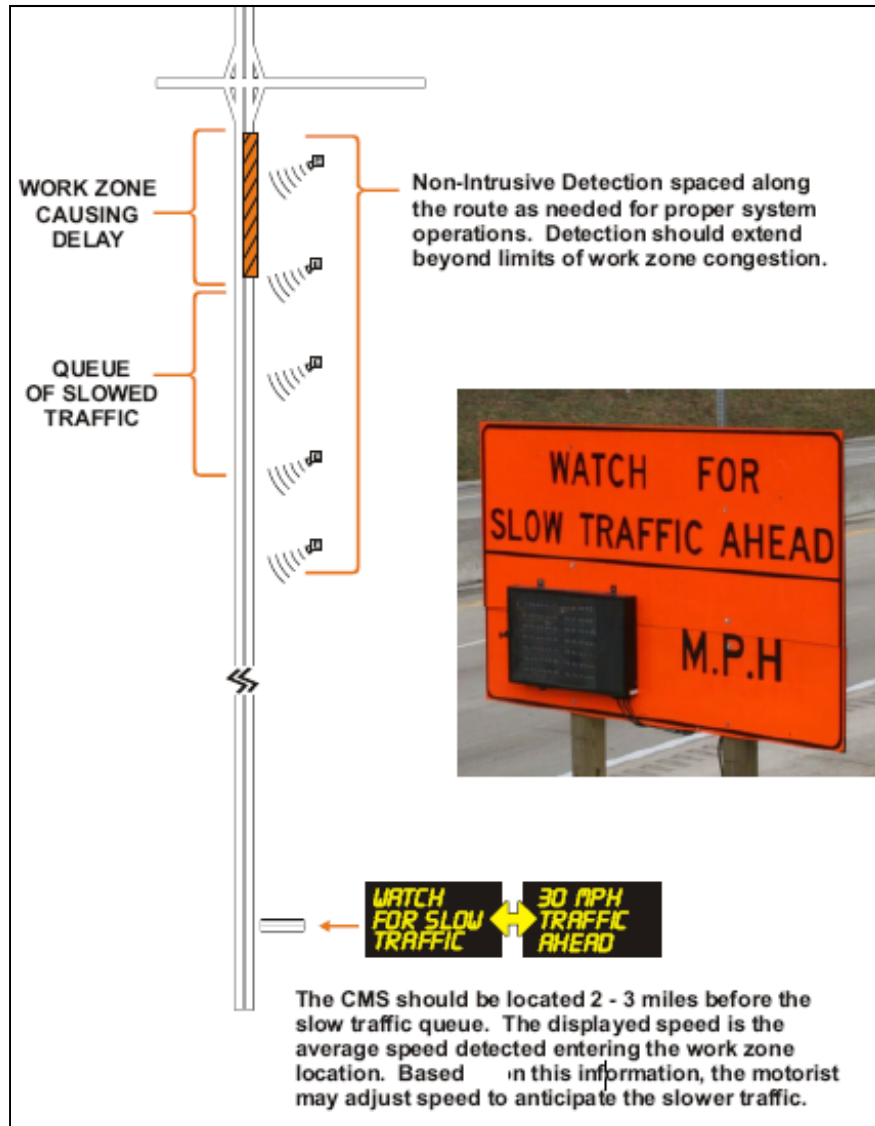 WORK ZONE
CAUSING
DELAY
Non-Intrusive Detection spaced along
the route as needed for proper system
operations. Detection should extend
beyond limits of work zone congestion.
QUEUE
OF SLOWED
TRAFFIC
WATCH FOR
SLOW TRAFFIC AHEAD
M.P.H
WATCH
FOR SLOW
TRAFFIC
30 MPH
TRAFFIC
AHEAD
The CMS should be located 2 - 3 miles before the
slow traffic queue. The displayed speed is the
average speed detected entering the work zone
location. Based n this information, the motorist
may adjust speed to anticipate the slower traffic.